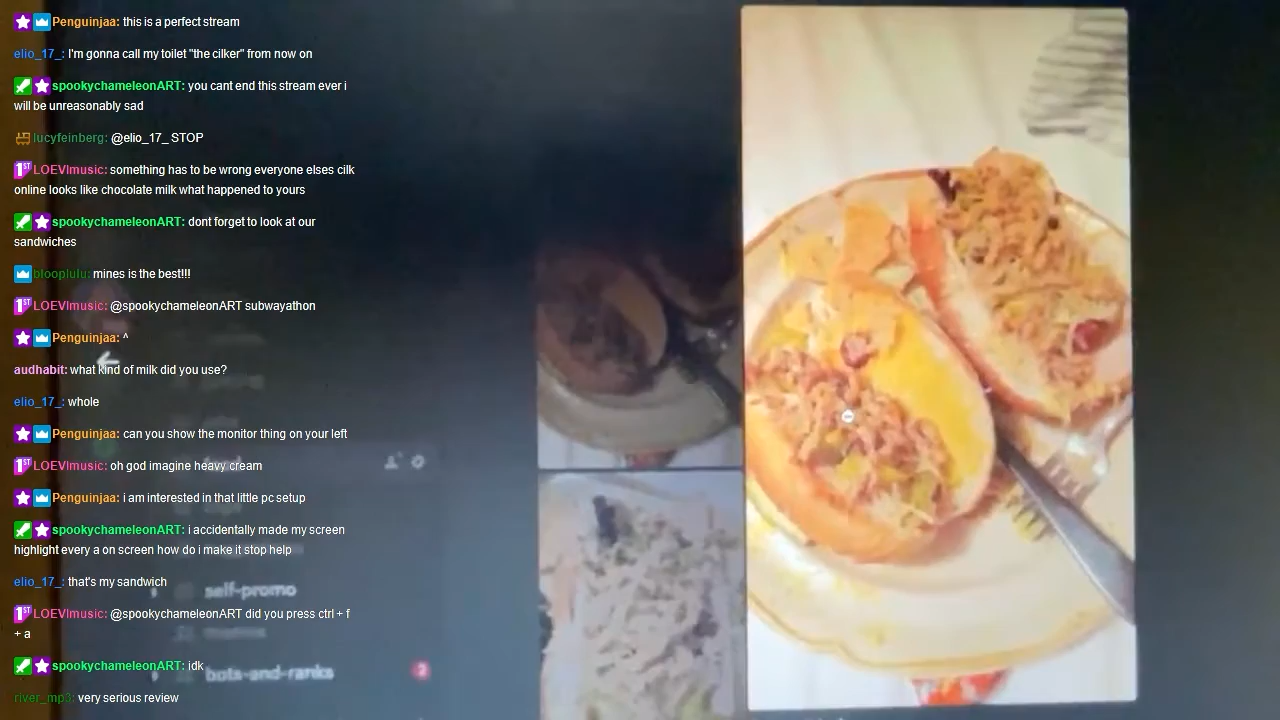 Penguinjaa: this is a perfect stream
elio_17_: I'm gonna call my toilet "the cilker" from now on
spookychameleonART: you cant end this stream ever i
will be unreasonably sad
lucyfeinberg: @elio_17_ STOP
1ST LOEVImusic: something has to be wrong everyone elses cilk
online looks like chocolate milk what happened to yours
spookychameleonART: dont forget to look at our
sandwiches
blooplulu: mines is the best!!!
1ST LOEVImusic: @spookychameleonART subwayathon
Penguinjaa: ^
audhabit: what kind of milk did you use?
elio_17_: whole
Penguinjaa: can you show the monitor thing on your left
1ST LOEVImusic: oh god imagine heavy cream
Penguinjaa: i am interested in that little pc setup
spookychameleonART: i accidentally made my screen
highlight every a on screen how do i make it stop help
elio_17_: that's my sandwich
self-promo
1ST LOEVImusic: @spookychameleonART did you press ctrl + f
+ a
spookychameleonART: idk
bots-and-ranks 2
river_mp3: very serious review